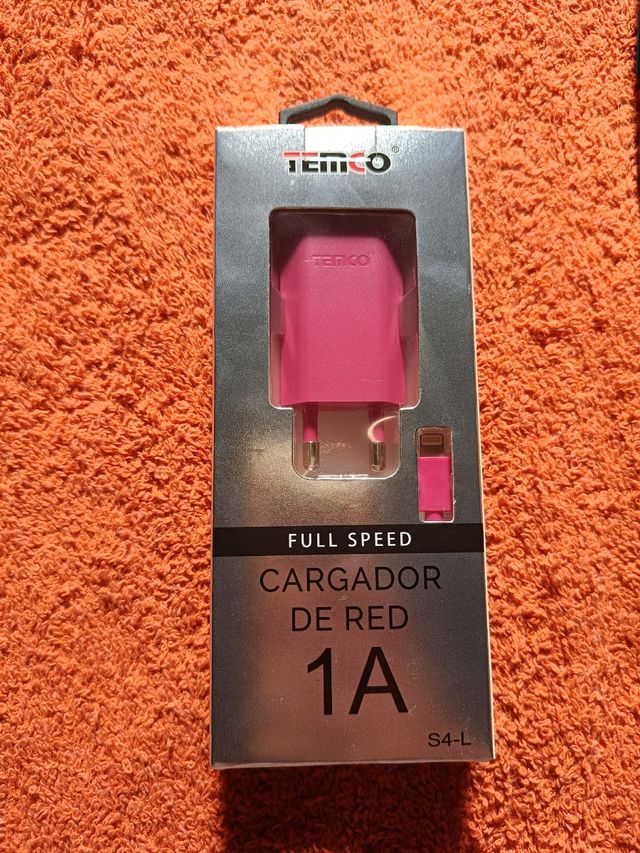 TEMCO®
TEMCO
FULL SPEED
CARGADOR
DE RED
1A
S4-L